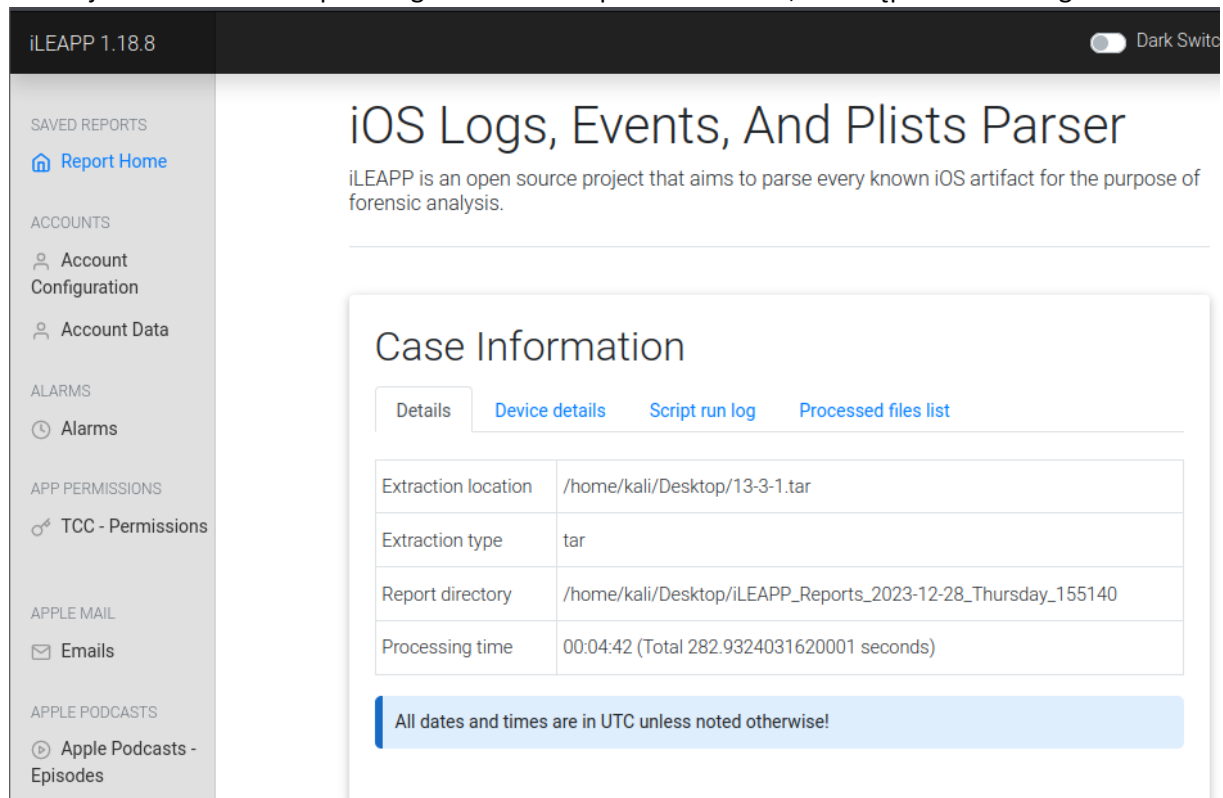 iLEAPP 1.18.8
Dark Switc
SAVED REPORTS
Report Home
ACCOUNTS
Account
Configuration
Account Data
ALARMS
Alarms
APP PERMISSIONS
TCC - Permissions
APPLE MAIL
Emails
APPLE PODCASTS
Apple Podcasts -
Episodes
iOS Logs, Events, And Plists Parser
iLEAPP is an open source project that aims to parse every known iOS artifact for the purpose of
forensic analysis.
Case Information
Details Device details Script run log Processed files list
Extraction location /home/kali/Desktop/13-3-1.tar
Extraction type tar
Report directory /home/kali/Desktop/iLEAPP_Reports_2023-12-28_Thursday_155140
Processing time 00:04:42 (Total 282.9324031620001 seconds)
All dates and times are in UTC unless noted otherwise!